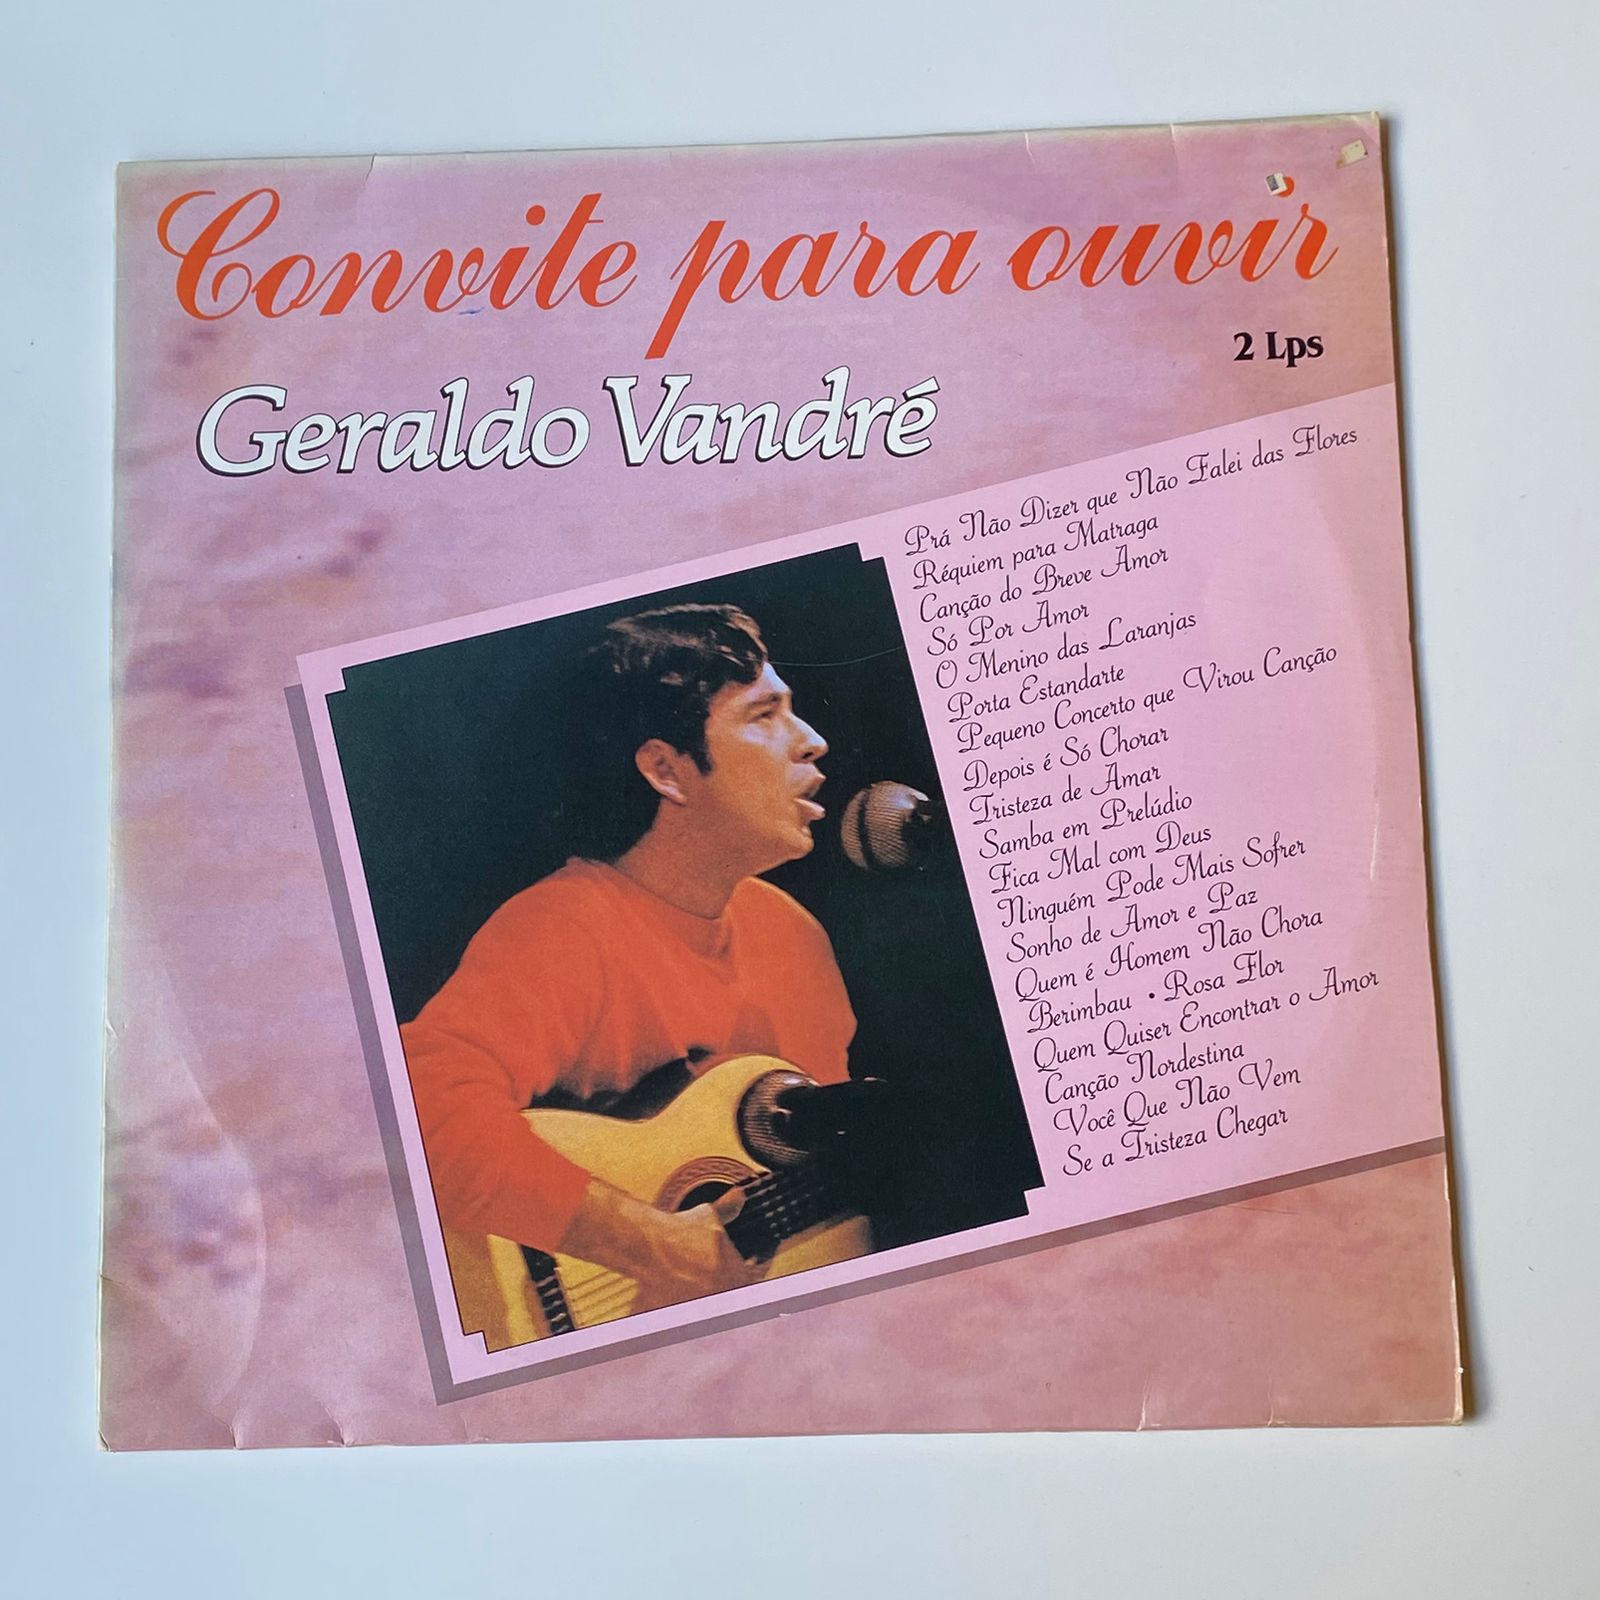 Convite para ouvir
2 Lps
Geraldo Vandré
Prá Não Dizer que Não Falei das Flores
Réquiem para Matraga
Canção do Breve Amor
Só Por Amor
O Menino das Laranjas
Porta Estandarte
Pequeno Concerto que Virou Canção
Depois é Só Chorar
Tristeza de Amar
Samba em Prelúdio
Fica Mal com Deus
Ninguém Pode Mais Sofrer
Sonho de Amor e Paz
Quem é Homem Não Chora
Berimbau • Rosa Flor
Quem Quiser Encontrar o Amor
Canção Nordestina
Você Que Não Vem
Se a Tristeza Chegar